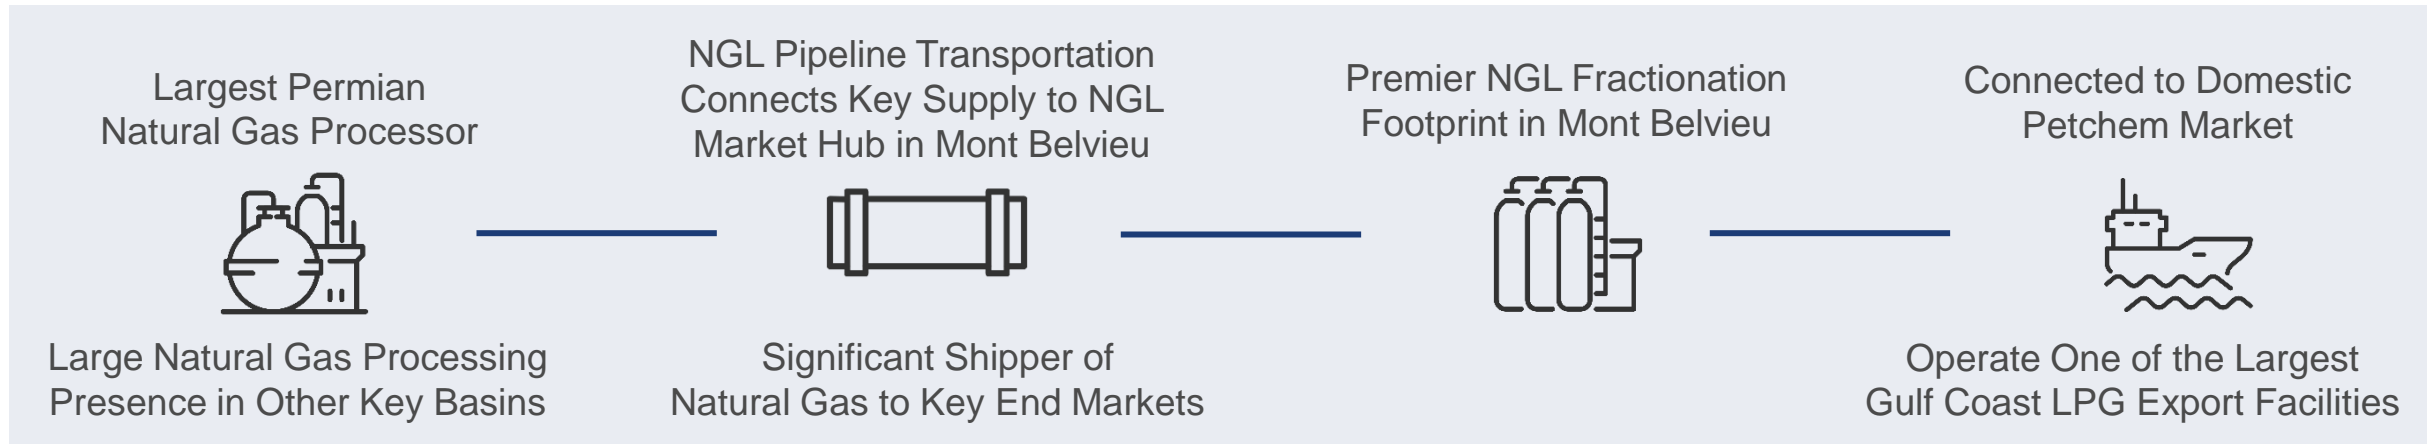 Largest Permian
Natural Gas Processor
Large Natural Gas Processing
Presence in Other Key Basins
NGL Pipeline Transportation
Connects Key Supply to NGL
Market Hub in Mont Belvieu
Significant Shipper of
Natural Gas to Key End Markets
Premier NGL Fractionation
Footprint in Mont Belvieu
Connected to Domestic
Petchem Market
Operate One of the Largest
Gulf Coast LPG Export Facilities